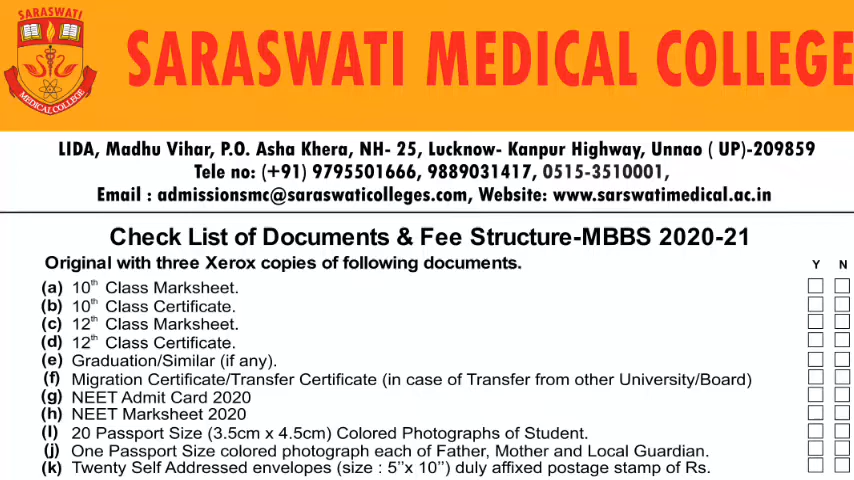 SARASWATI
MEDICAL COLLEGE
SARASWATI MEDICAL COLLEGE
LIDA, Madhu Vihar, P.O. Asha Khera, NH- 25, Lucknow- Kanpur Highway, Unnao ( UP)-209859
Tele no: (+91) 9795501666, 9889031417, 0515-3510001,
Email : admissionsmc@saraswaticolleges.com, Website: www.sarswatimedical.ac.in
Check List of Documents & Fee Structure-MBBS 2020-21
Original with three Xerox copies of following documents. Y N
(a) 10th Class Marksheet.
(b) 10th Class Certificate.
(c) 12th Class Marksheet.
(d) 12th Class Certificate.
(e) Graduation/Similar (if any).
(f) Migration Certificate/Transfer Certificate (in case of Transfer from other University/Board)
(g) NEET Admit Card 2020
(h) NEET Marksheet 2020
(I) 20 Passport Size (3.5cm x 4.5cm) Colored Photographs of Student.
(j) One Passport Size colored photograph each of Father, Mother and Local Guardian.
(k) Twenty Self Addressed envelopes (size : 5’’x 10’’) duly affixed postage stamp of Rs.